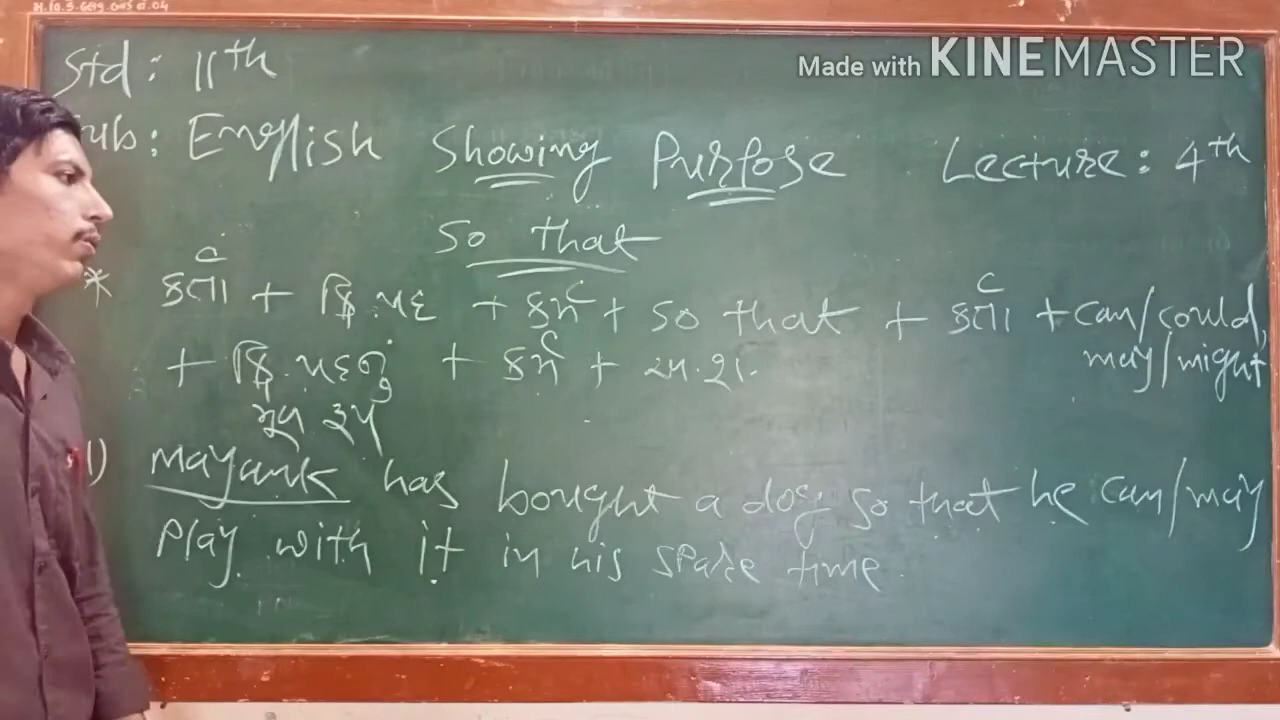 Made with KINEMASTER
Std: 11th
Sub: English Showing Purpose Lecture: 4th
So that
* કર્તા + ક્રિ.પદ + કર્મ + so that + કર્તા + can/could,
may/might
+ ક્રિ.પદનું + કર્મ + અ.શ.
મૂળ રૂપ
1) Mayank has bought a dog so that he can/may
play with it in his spare time.